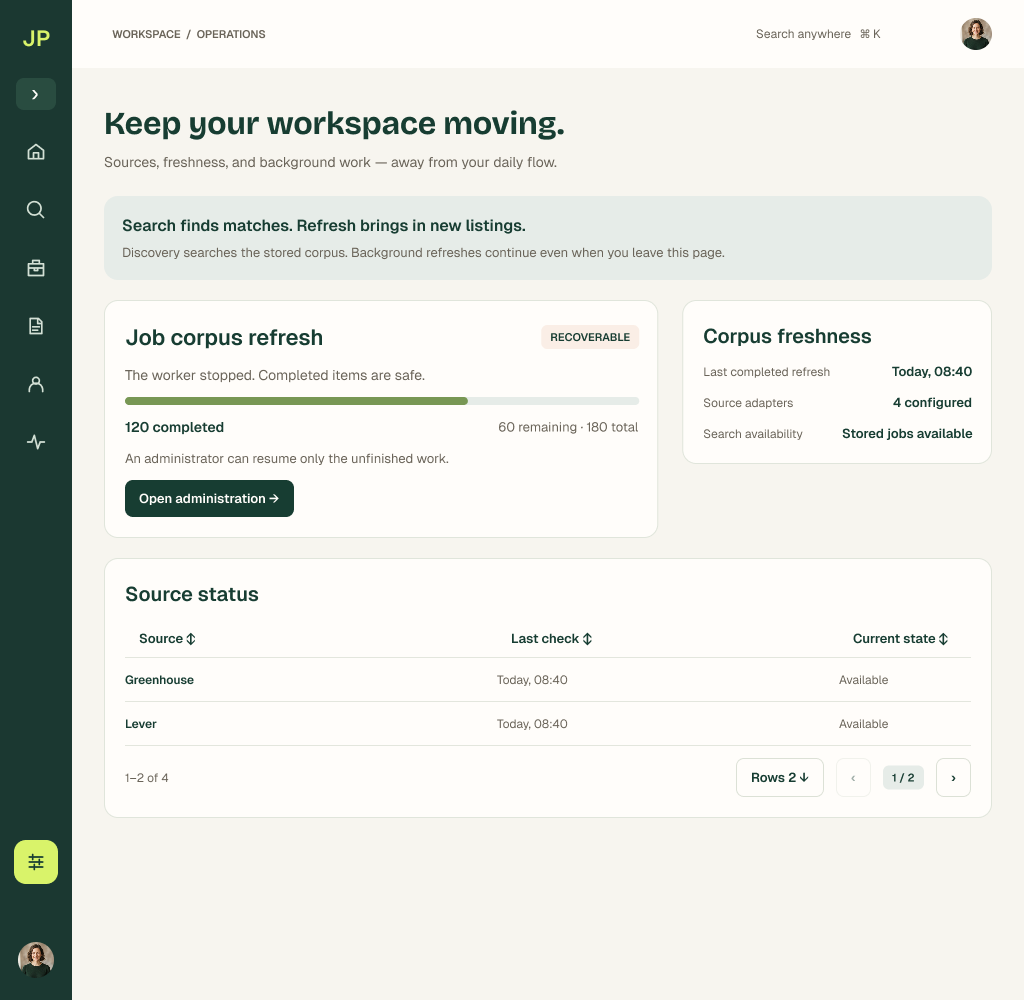 JP
WORKSPACE / OPERATIONS
Search anywhere ⌘ K
Keep your workspace moving.
Sources, freshness, and background work — away from your daily flow.
Search finds matches. Refresh brings in new listings.
Discovery searches the stored corpus. Background refreshes continue even when you leave this page.
Job corpus refresh
RECOVERABLE
The worker stopped. Completed items are safe.
120 completed
60 remaining · 180 total
An administrator can resume only the unfinished work.
Open administration →
Corpus freshness
Last completed refresh Today, 08:40
Source adapters 4 configured
Search availability Stored jobs available
Source status
Source ↕ Last check ↕ Current state ↕
Greenhouse Today, 08:40 Available
Lever Today, 08:40 Available
1–2 of 4
Rows 2 ↓ ‹ 1 / 2 ›